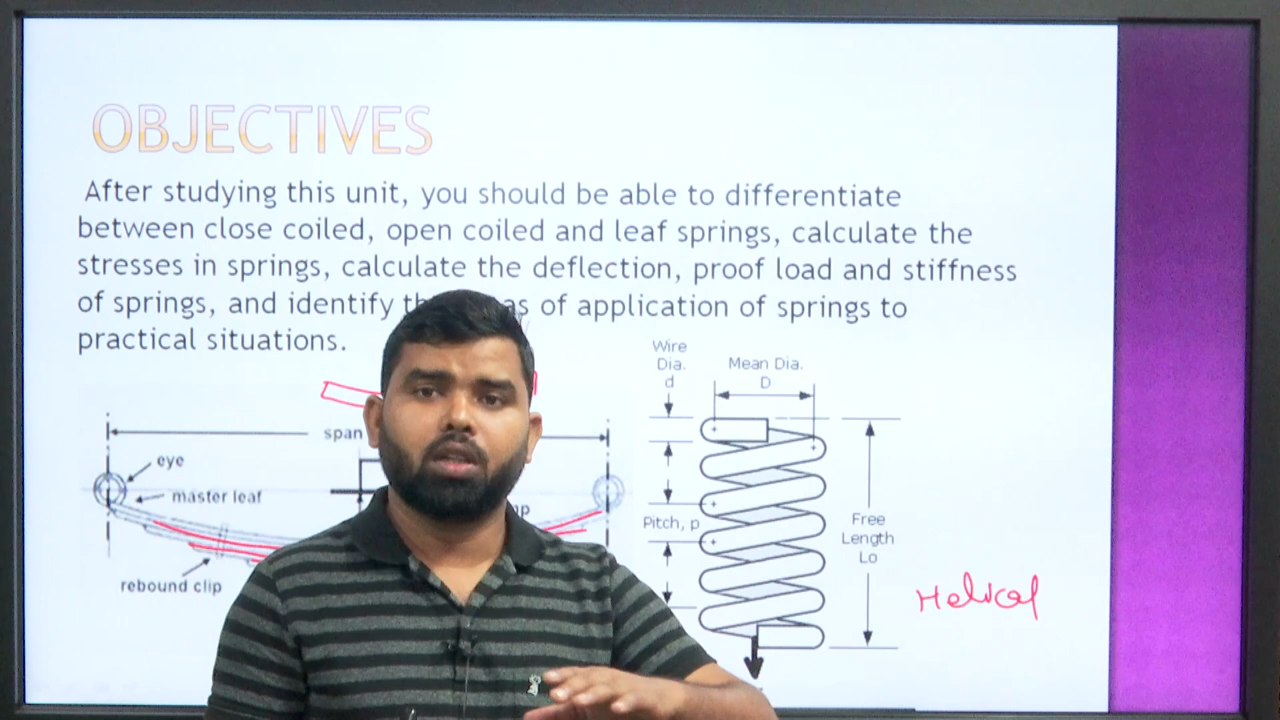 OBJECTIVES
After studying this unit, you should be able to differentiate
between close coiled, open coiled and leaf springs, calculate the
stresses in springs, calculate the deflection, proof load and stiffness
of springs, and identify of application of springs to
practical situations.
span
eye
master leaf
rebound clip
Wire
Dia.
d
Mean Dia.
D
Pitch, p
Free
Length
Lo
Helical